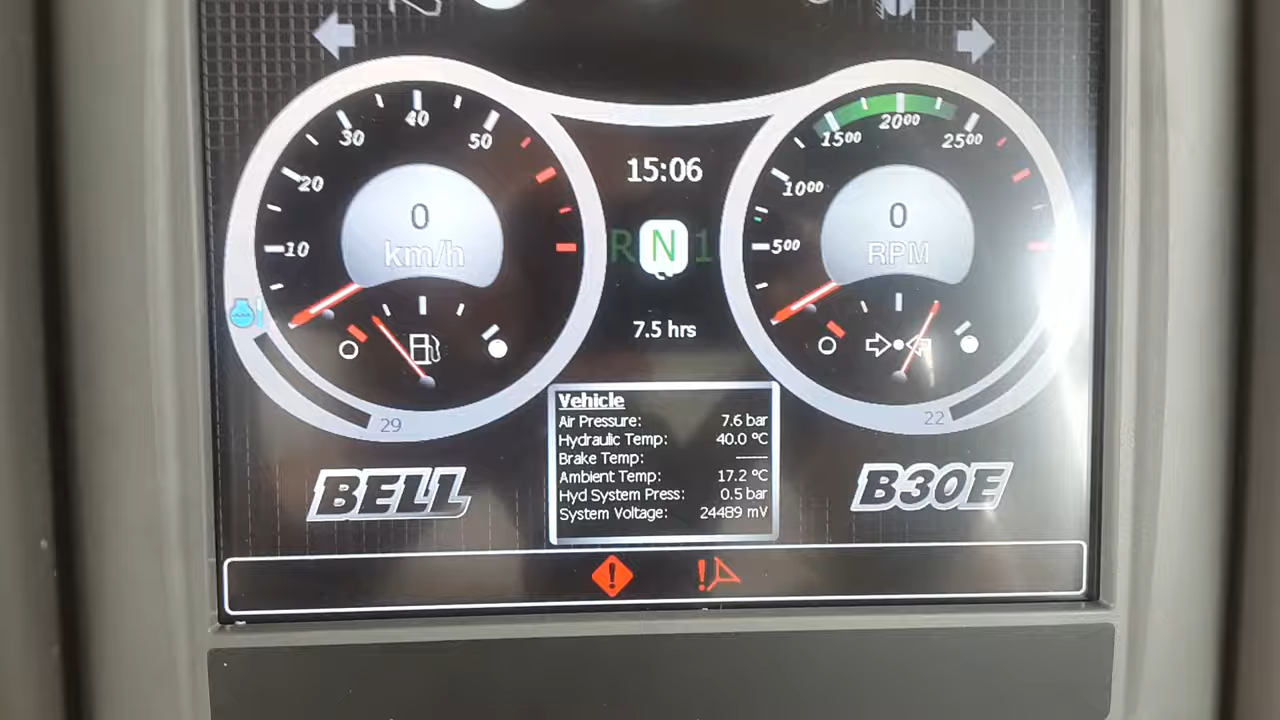 10
20
30
40
50
0
km/h
29
15:06
R N 1
7.5 hrs
500
1000
1500
2000
2500
0
RPM
22
Vehicle
Air Pressure: 7.6 bar
Hydraulic Temp: 40.0 °C
Brake Temp: -----
Ambient Temp: 17.2 °C
Hyd System Press: 0.5 bar
System Voltage: 24489 mV
BELL
B30E